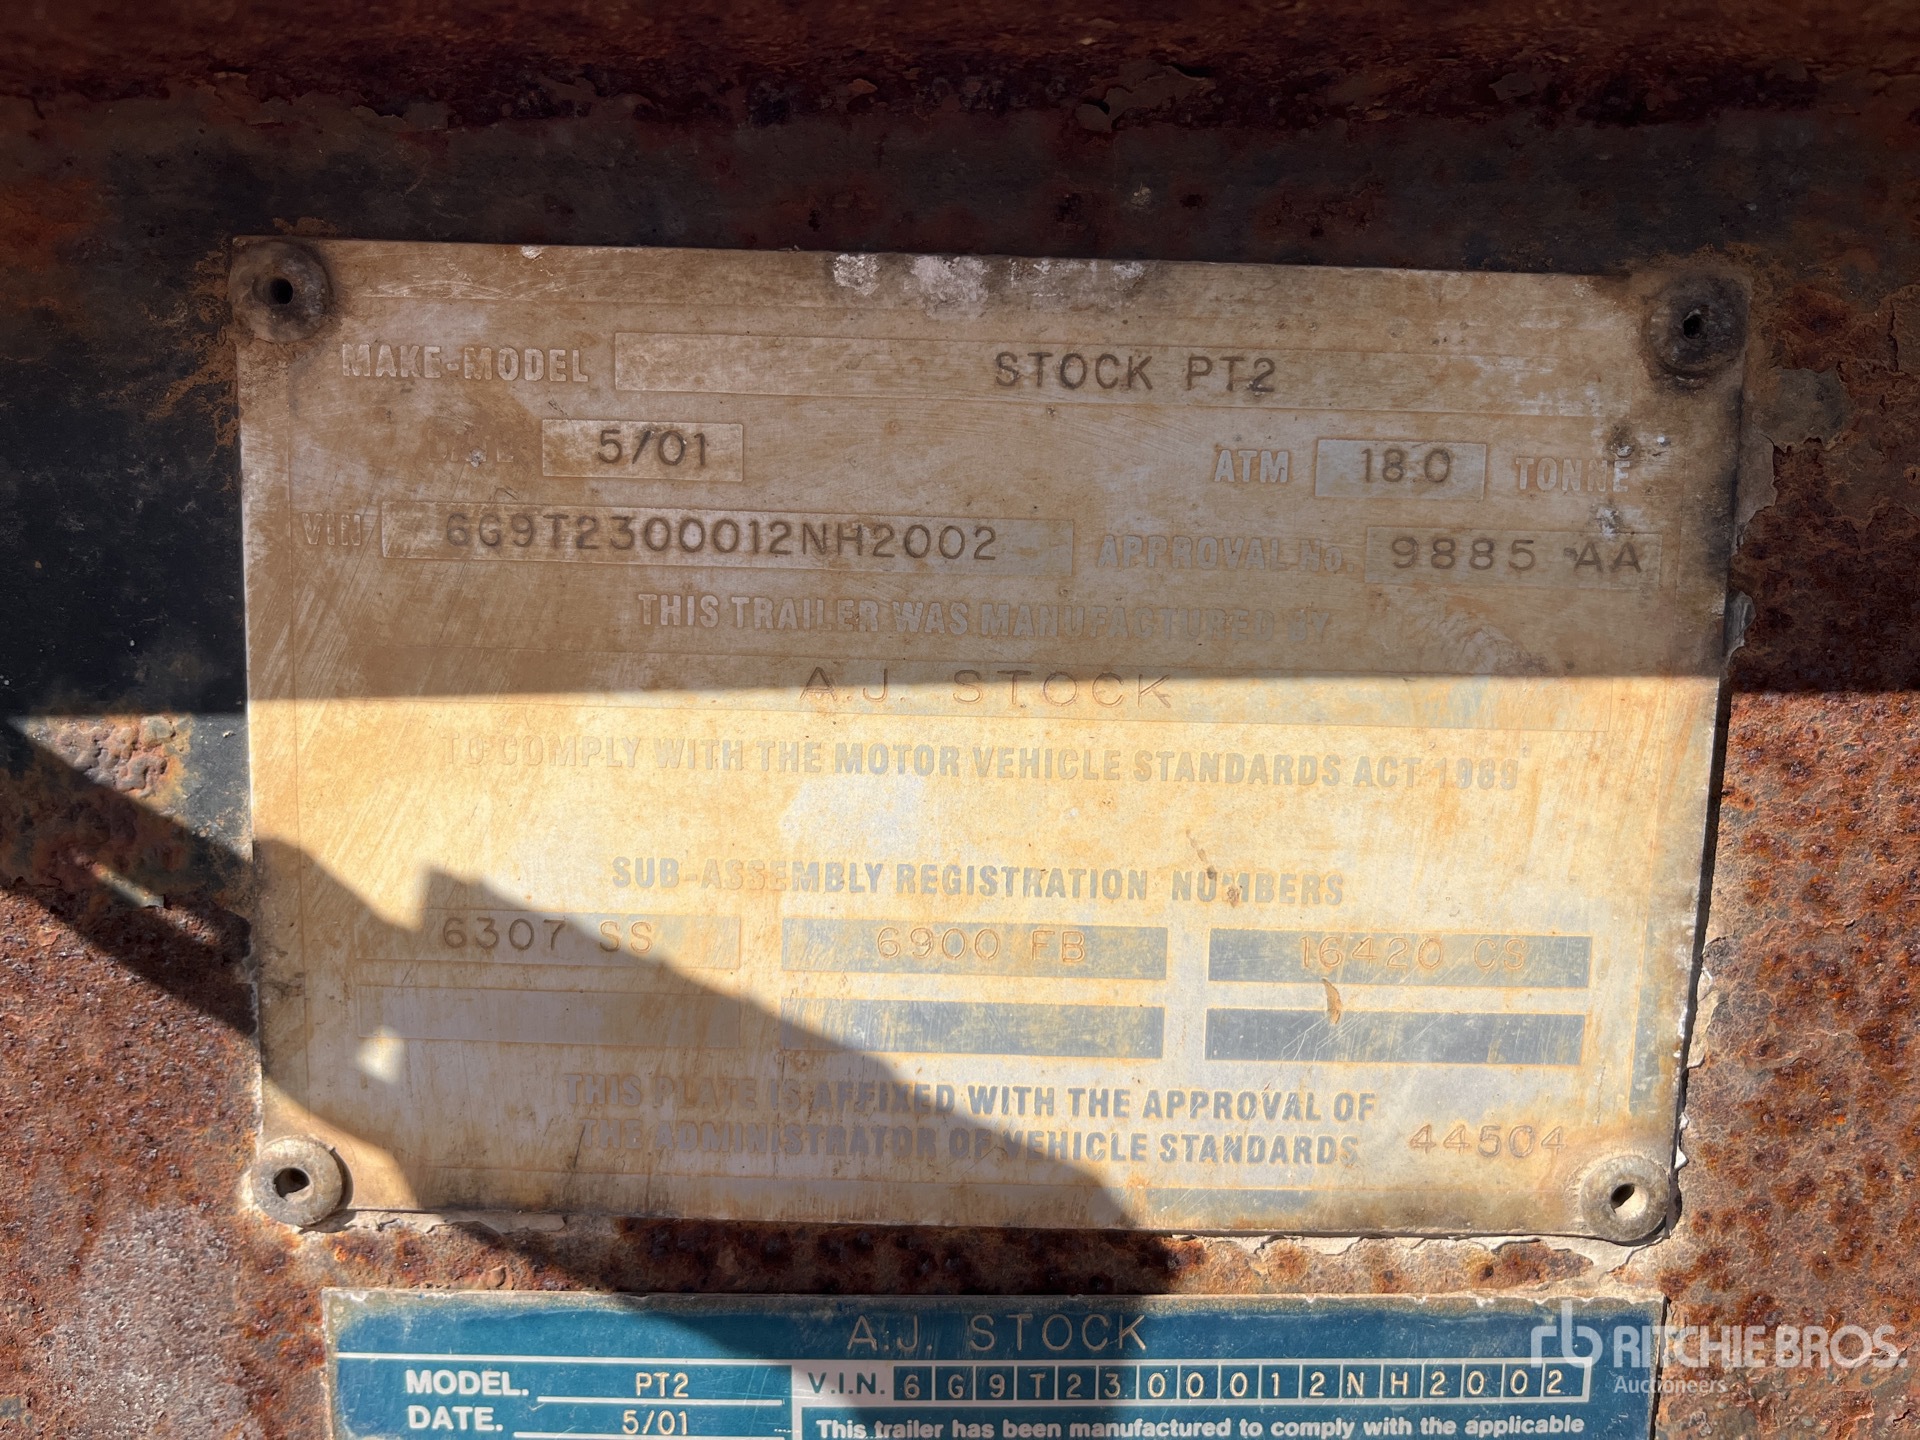 MAKE-MODEL STOCK PT2
5/01 ATM 18.0 TONNE
VIN 6G9T2300012NH2002 APPROVAL No. 9885 AA
THIS TRAILER WAS MANUFACTURED BY
A.J. STOCK
TO COMPLY WITH THE MOTOR VEHICLE STANDARDS ACT 1989
SUB-ASSEMBLY REGISTRATION NUMBERS
6307 SS 6900 FB 16420 CS
THIS PLATE IS AFFIXED WITH THE APPROVAL OF
THE ADMINISTRATOR OF VEHICLE STANDARDS 44504
A.J. STOCK
MODEL. PT2 V.I.N. 6G9T2300012NH2002
DATE. 5/01 This trailer has been manufactured to comply with the applicable
rb RITCHIE BROS.
Auctioneers